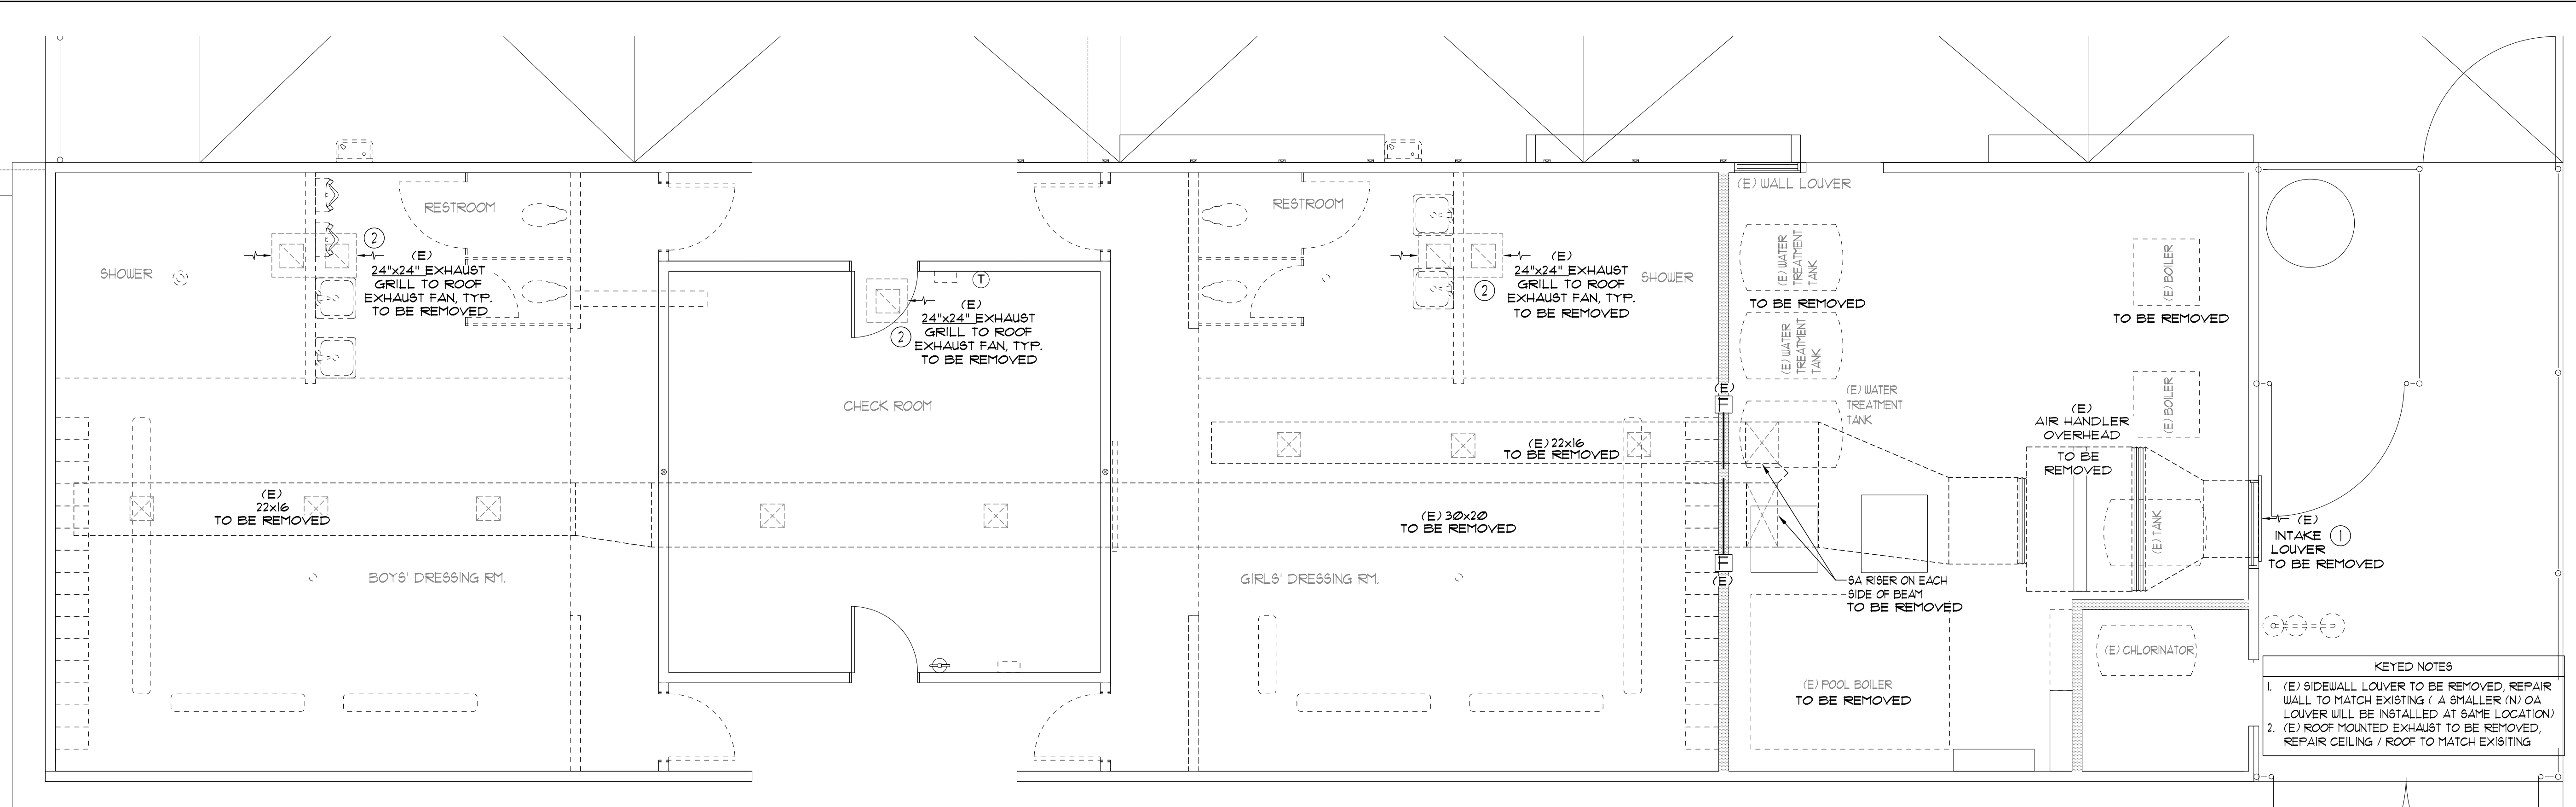 SHOWER
RESTROOM
2
(E)
24"x24" EXHAUST
GRILL TO ROOF
EXHAUST FAN, TYP.
TO BE REMOVED
T
(E)
24"x24" EXHAUST
GRILL TO ROOF
EXHAUST FAN, TYP.
TO BE REMOVED
2
CHECK ROOM
RESTROOM
(E)
24"x24" EXHAUST
GRILL TO ROOF
EXHAUST FAN, TYP.
TO BE REMOVED
2
SHOWER
(E) WALL LOUVER
(E) WATER
TREATMENT
TANK
TO BE REMOVED
(E) WATER
TREATMENT
TANK
(E) WATER
TREATMENT
TANK
(E) BOILER
TO BE REMOVED
(E) BOILER
(E)
AIR HANDLER
OVERHEAD
TO BE
REMOVED
(E)
F
(E) 22x16
TO BE REMOVED
(E)
22x16
TO BE REMOVED
(E) 30x20
TO BE REMOVED
F
(E)
(E) TANK
(E)
INTAKE
LOUVER
TO BE REMOVED
1
BOYS' DRESSING RM.
GIRLS' DRESSING RM.
SA RISER ON EACH
SIDE OF BEAM
TO BE REMOVED
(E) CHLORINATOR
(E) POOL BOILER
TO BE REMOVED
KEYED NOTES
1. (E) SIDEWALL LOUVER TO BE REMOVED, REPAIR
WALL TO MATCH EXISTING ( A SMALLER (N) OA
LOUVER WILL BE INSTALLED AT SAME LOCATION)
2. (E) ROOF MOUNTED EXHAUST TO BE REMOVED,
REPAIR CEILING / ROOF TO MATCH EXISITING